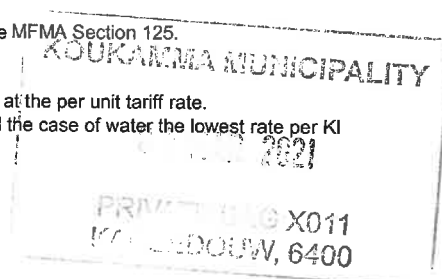 e MFMA Section 125.
KOUKAMMA MUNICIPALITY
at the per unit tariff rate.
the case of water the lowest rate per Kl
2021
X011
6400